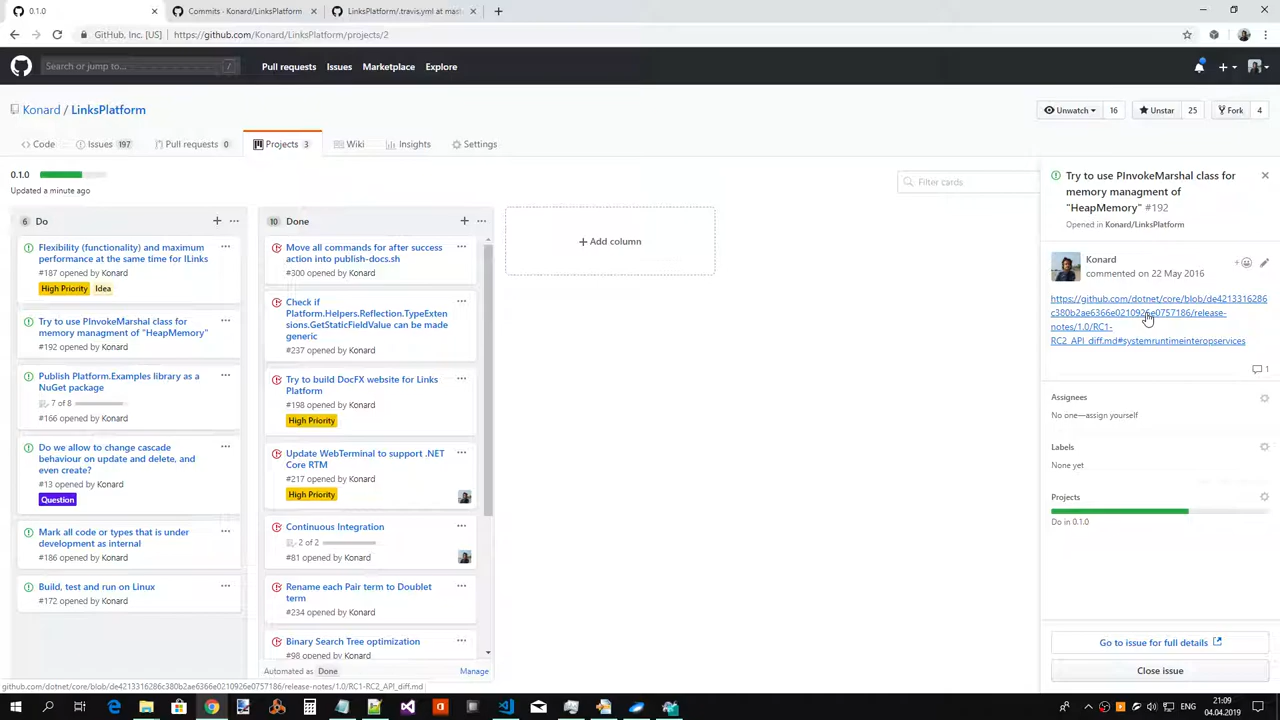 0.1.0
Commits · Konard/LinksPlatform
LinksPlatform/.travis.yml at mast
GitHub, Inc. [US]
https://github.com/Konard/LinksPlatform/projects/2
Search or jump to...
/
Pull requests
Issues
Marketplace
Explore
Konard / LinksPlatform
Unwatch
16
Unstar
25
Fork
4
Code
Issues 197
Pull requests 0
Projects 3
Wiki
Insights
Settings
0.1.0
Updated a minute ago
Filter cards
6 Do
Flexibility (functionality) and maximum
performance at the same time for ILinks
#187 opened by Konard
High Priority
Idea
Try to use PInvokeMarshal class for
memory managment of "HeapMemory"
#192 opened by Konard
Publish Platform.Examples library as a
NuGet package
7 of 8
#166 opened by Konard
Do we allow to change cascade
behaviour on update and delete, and
even create?
#13 opened by Konard
Question
Mark all code or types that is under
development as internal
#186 opened by Konard
Build, test and run on Linux
#172 opened by Konard
10 Done
Move all commands for after success
action into publish-docs.sh
#300 opened by Konard
Check if
Platform.Helpers.Reflection.TypeExten
sions.GetStaticFieldValue can be made
generic
#237 opened by Konard
Try to build DocFX website for Links
Platform
#198 opened by Konard
High Priority
Update WebTerminal to support .NET
Core RTM
#217 opened by Konard
High Priority
Continuous Integration
2 of 2
#81 opened by Konard
Rename each Pair term to Doublet
term
#234 opened by Konard
Binary Search Tree optimization
#98 opened by Konard
Automated as Done
Manage
Add column
Try to use PInvokeMarshal class for
memory managment of
"HeapMemory" #192
Opened in Konard/LinksPlatform
Konard
commented on 22 May 2016
https://github.com/dotnet/core/blob/de4213316286
c380b2ae6366e0210926e0757186/release-
notes/1.0/RC1-
RC2_API_diff.md#systemruntimeinteropservices
1
Assignees
No one—assign yourself
Labels
None yet
Projects
Do in 0.1.0
Go to issue for full details
Close issue
github.com/dotnet/core/blob/de4213316286c380b2ae6366e0210926e0757186/release-notes/1.0/RC1-RC2_API_diff.md
ENG
21:09
04.04.2019